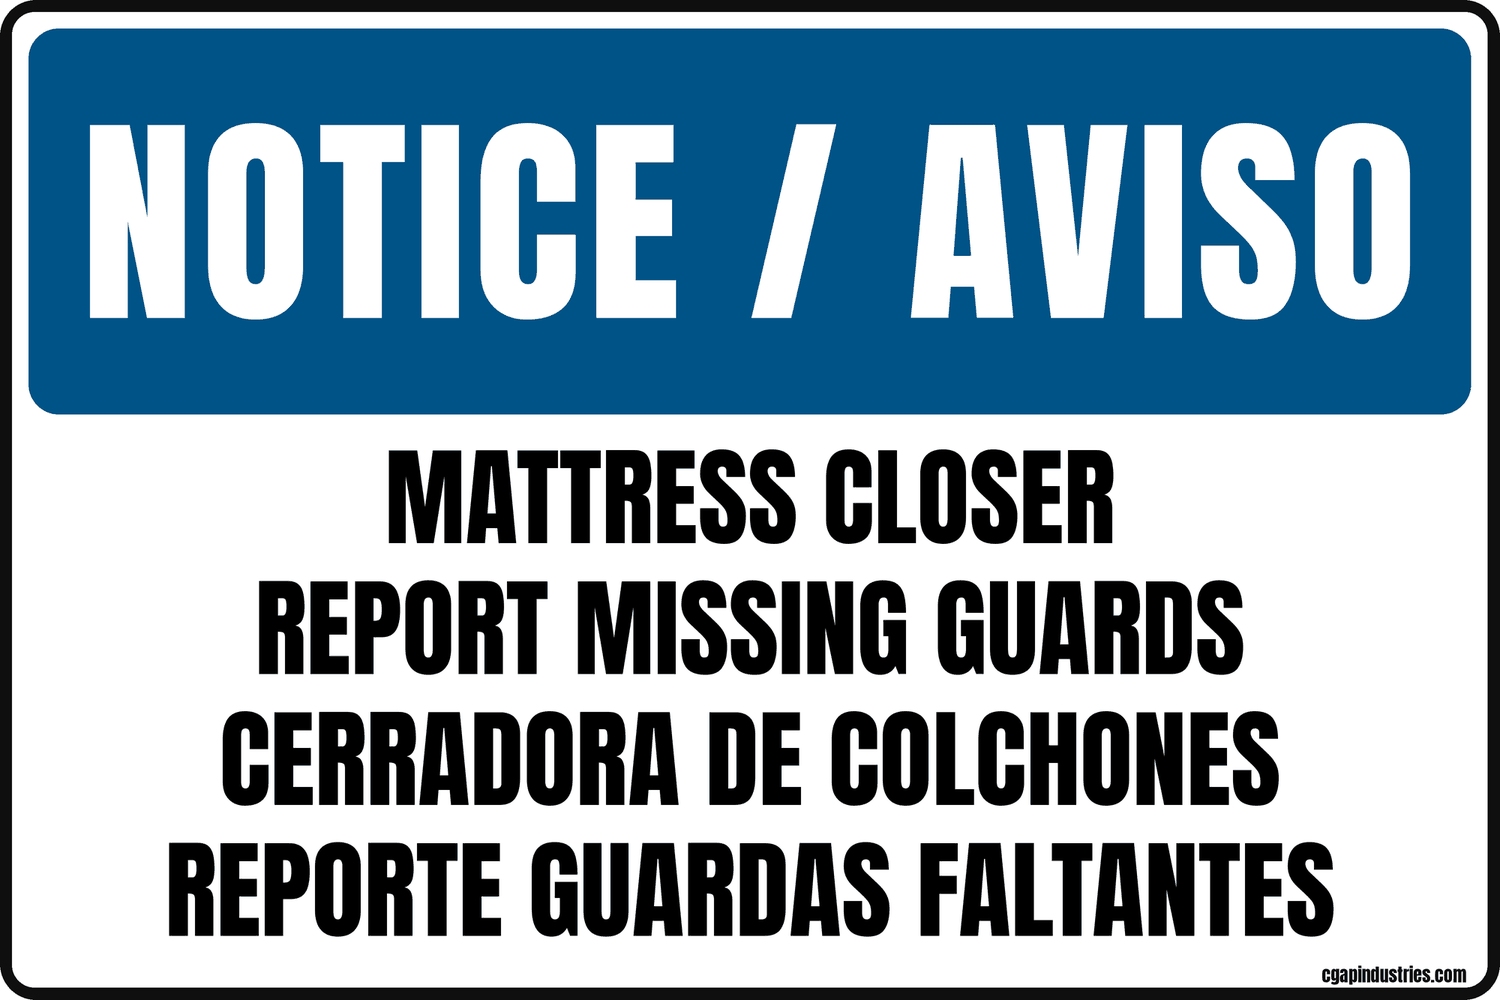 NOTICE / AVISO
MATTRESS CLOSER
REPORT MISSING GUARDS
CERRADORA DE COLCHONES
REPORTE GUARDAS FALTANTES
cgapindustries.com